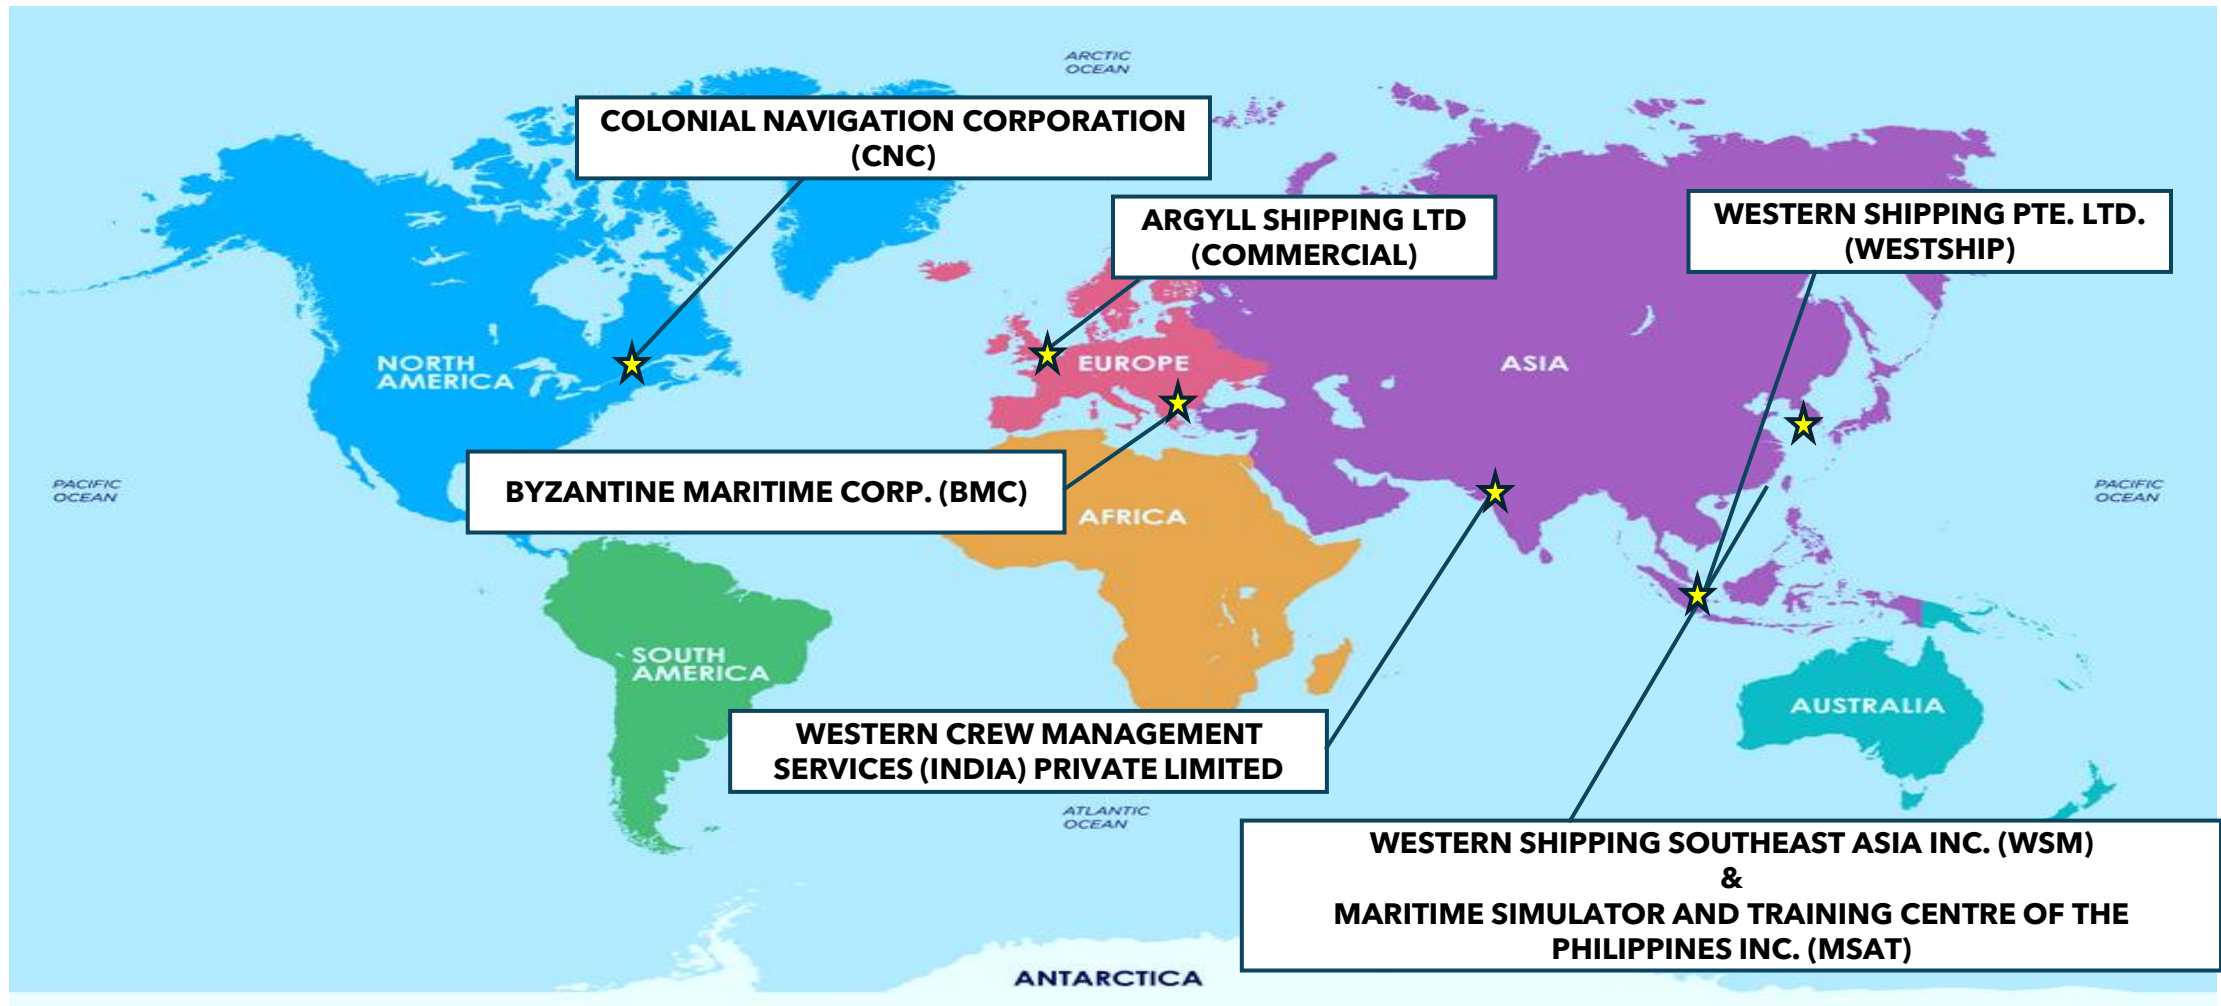 ARCTIC
OCEAN
COLONIAL NAVIGATION CORPORATION
(CNC)
ARGYLL SHIPPING LTD
(COMMERCIAL)
WESTERN SHIPPING PTE. LTD.
(WESTSHIP)
NORTH
AMERICA
EUROPE
ASIA
PACIFIC
OCEAN
BYZANTINE MARITIME CORP. (BMC)
AFRICA
PACIFIC
OCEAN
SOUTH
AMERICA
AUSTRALIA
WESTERN CREW MANAGEMENT
SERVICES (INDIA) PRIVATE LIMITED
ATLANTIC
OCEAN
WESTERN SHIPPING SOUTHEAST ASIA INC. (WSM)
&
MARITIME SIMULATOR AND TRAINING CENTRE OF THE
PHILIPPINES INC. (MSAT)
ANTARCTICA